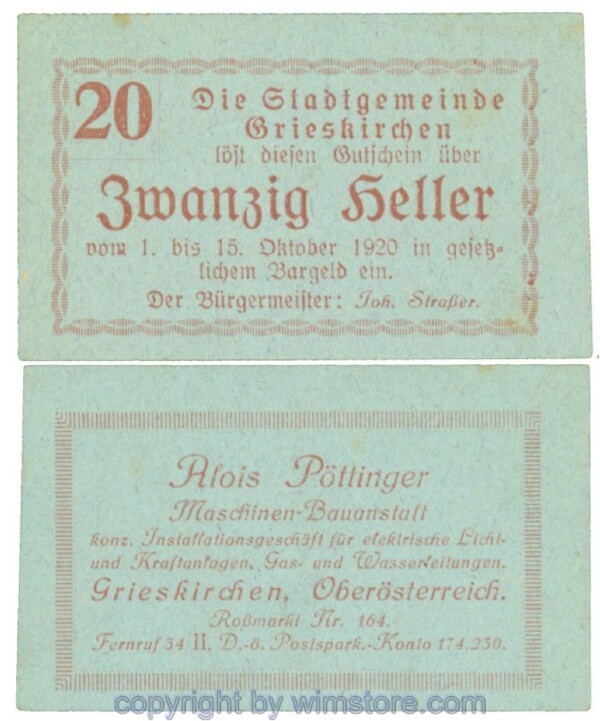 20
Die Stadtgemeinde
Grieskirchen
löst diesen Gutschein über
Zwanzig Heller
vom 1. bis 15. Oktober 1920 in gesetz-
lichem Bargeld ein.
Der Bürgermeister: Joh. Straßer.
Alois Pöttinger
Maschinen-Bauanstalt
konz. Installationsgeschäft für elektrische Licht-
und Kraftanlagen, Gas- und Wasserleitungen.
Grieskirchen, Oberösterreich.
Roßmarkt Nr. 164.
Fernruf 34 II. D.-ö. Postspark.-Konto 174.230.
copyright by wimstore.com